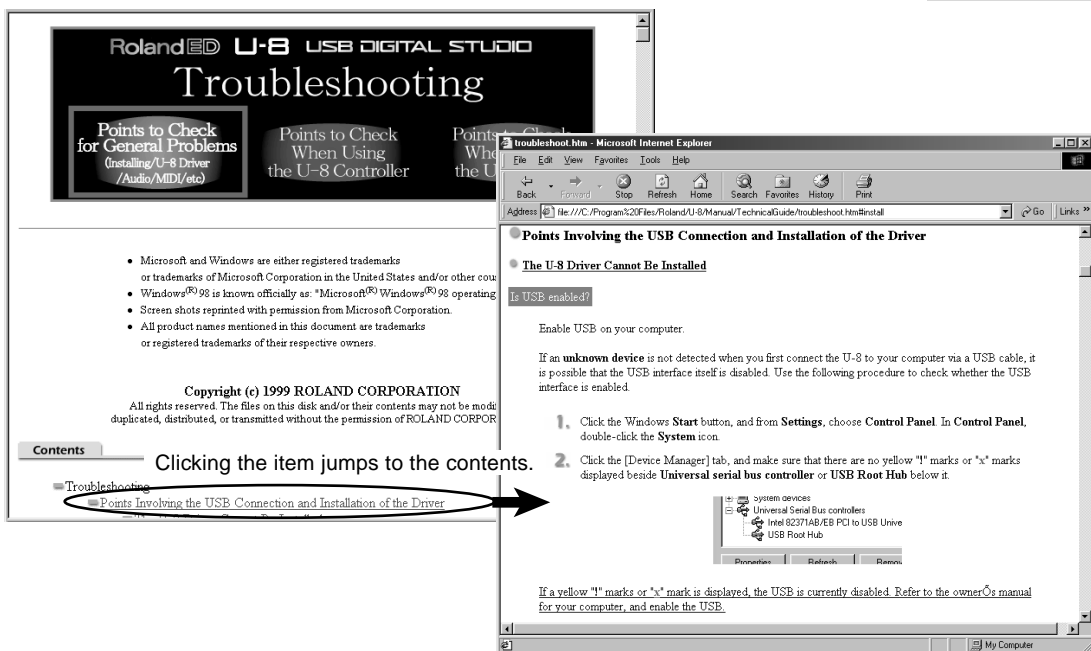 RolandED U-8 USB DIGITAL STUDIO
Troubleshooting
Points to Check
for General Problems
(Installing/U-8 Driver
/Audio/MIDI/etc)
Points to Check
When Using
the U-8 Controller
Points to Check
Whe
the U
• Microsoft and Windows are either registered trademarks
or trademarks of Microsoft Corporation in the United States and/or other cou
• Windows(R) 98 is known officially as: "Microsoft(R) Windows(R) 98 operating
• Screen shots reprinted with permission from Microsoft Corporation.
• All product names mentioned in this document are trademarks
or registered trademarks of their respective owners.
Copyright (c) 1999 ROLAND CORPORATION
All rights reserved. The files on this disk and/or their contents may not be modi
duplicated, distributed, or transmitted without the permission of ROLAND CORPOR
Contents
Clicking the item jumps to the contents.
Troubleshooting
Points Involving the USB Connection and Installation of the Driver
troubleshoot.htm - Microsoft Internet Explorer
File Edit View Favorites Tools Help
Back Forward Stop Refresh Home Search Favorites History Print
Address file:///C:/Program%20Files/Roland/U-8/Manual/TechnicalGuide/troubleshoot.htm#install Go Links »
Points Involving the USB Connection and Installation of the Driver
The U-8 Driver Cannot Be Installed
Is USB enabled?
Enable USB on your computer.
If an unknown device is not detected when you first connect the U-8 to your computer via a USB cable, it
is possible that the USB interface itself is disabled. Use the following procedure to check whether the USB
interface is enabled.
1. Click the Windows Start button, and from Settings, choose Control Panel. In Control Panel,
double-click the System icon.
2. Click the [Device Manager] tab, and make sure that there are no yellow "!" marks or "x" marks
displayed beside Universal serial bus controller or USB Root Hub below it.
System devices
Universal Serial Bus controllers
Intel 82371AB/EB PCI to USB Unive
USB Root Hub
Properties Refresh Remov
If a yellow "!" marks or "x" mark is displayed, the USB is currently disabled. Refer to the ownerÕs manual
for your computer, and enable the USB.
My Computer